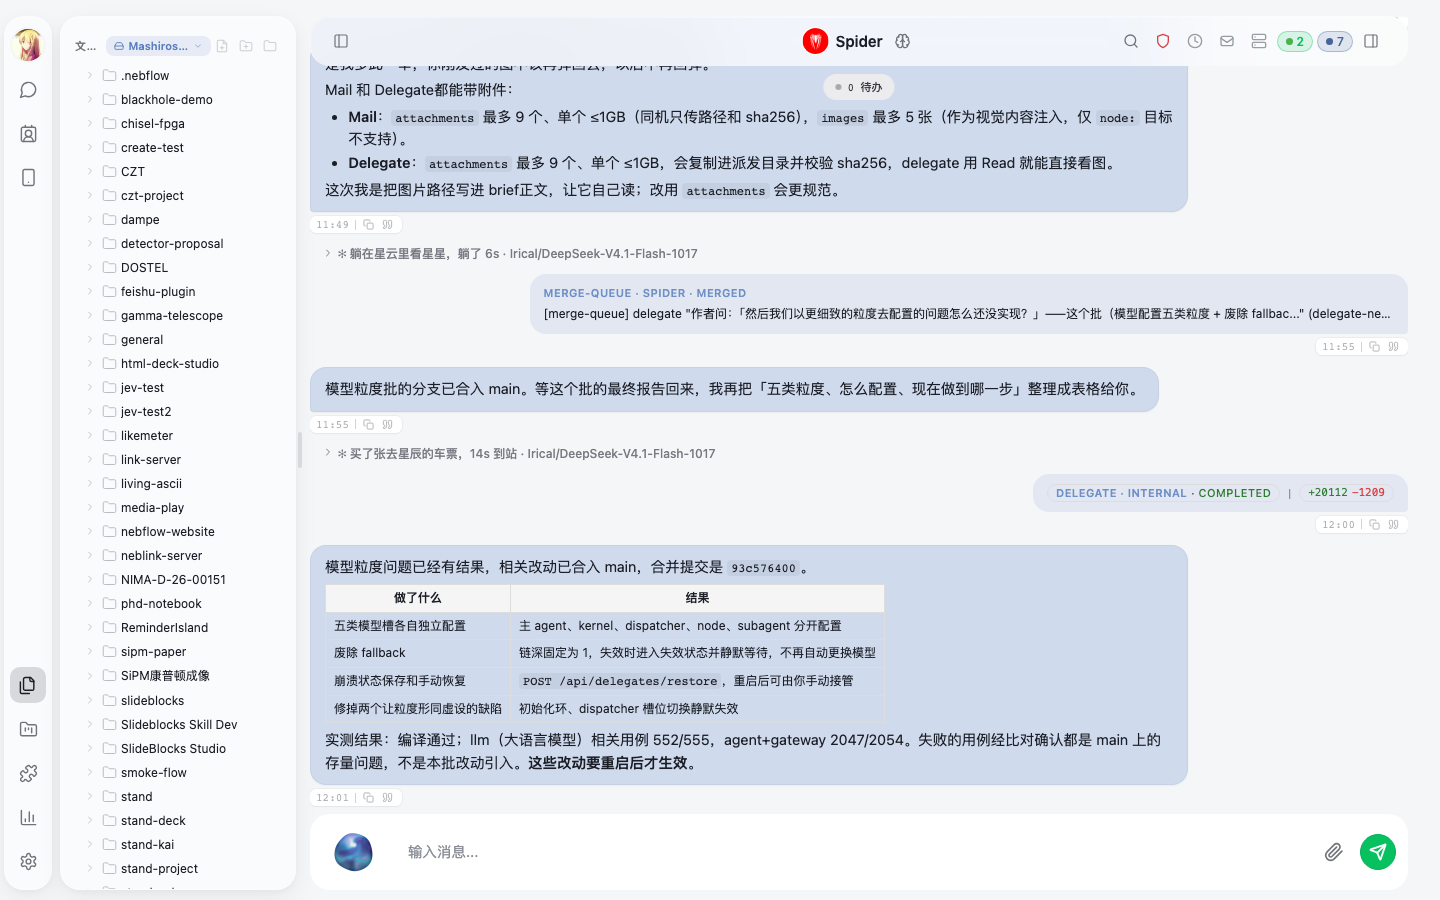 文...
Mashiros...
.nebflow
blackhole-demo
chisel-fpga
create-test
CZT
czt-project
dampe
detector-proposal
DOSTEL
feishu-plugin
gamma-telescope
general
html-deck-studio
jev-test
jev-test2
likemeter
link-server
living-ascii
media-play
nebflow-website
neblink-server
NIMA-D-26-00151
phd-notebook
ReminderIsland
sipm-paper
SiPM康普顿成像
slideblocks
Slideblocks Skill Dev
SlideBlocks Studio
smoke-flow
stand
stand-deck
stand-kai
stand-project
Spider
2
7
0 待办
Mail 和 Delegate都能带附件：
• Mail： attachments 最多 9 个、单个 ≤1GB（同机只传路径和 sha256），images 最多 5 张（作为视觉内容注入，仅 node: 目标
不支持）。
• Delegate： attachments 最多 9 个、单个 ≤1GB，会复制进派发目录并校验 sha256，delegate 用 Read 就能直接看图。
这次我是把图片路径写进 brief正文，让它自己读；改用 attachments 会更规范。
11:49
✻ 躺在星云里看星星，躺了 6s · lrical/DeepSeek-V4.1-Flash-1017
MERGE-QUEUE · SPIDER · MERGED
[merge-queue] delegate "作者问：「然后我们以更细致的粒度去配置的问题怎么还没实现？」——这个批（模型配置五类粒度 + 废除 fallbac..." (delegate-ne...
11:55
模型粒度批的分支已合入 main。等这个批的最终报告回来，我再把「五类粒度、怎么配置、现在做到哪一步」整理成表格给你。
11:55
✻ 买了张去星辰的车票，14s 到站 · lrical/DeepSeek-V4.1-Flash-1017
DELEGATE · INTERNAL · COMPLETED | +20112 −1209
12:00
模型粒度问题已经有结果，相关改动已合入 main，合并提交是 93c576400。
做了什么 结果
五类模型槽各自独立配置 主 agent、kernel、dispatcher、node、subagent 分开配置
废除 fallback 链深固定为 1，失效时进入失效状态并静默等待，不再自动更换模型
崩溃状态保存和手动恢复 POST /api/delegates/restore，重启后可由你手动接管
修掉两个让粒度形同虚设的缺陷 初始化环、dispatcher 槽位切换静默失效
实测结果：编译通过；llm（大语言模型）相关用例 552/555，agent+gateway 2047/2054。失败的用例经比对确认都是 main 上的
存量问题，不是本批改动引入。这些改动要重启后才生效。
12:01
输入消息...